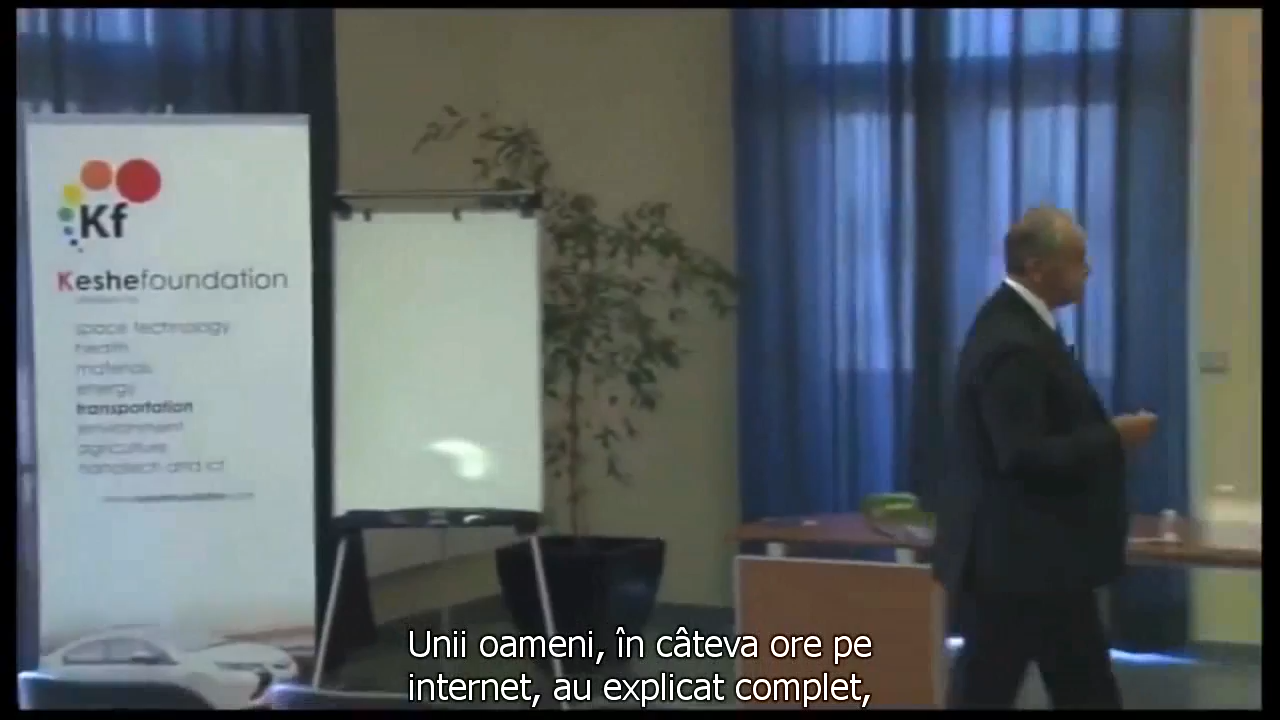 Kf
Keshefoundation
space technology
health
materials
energy
transportation
environment
agriculture
nanotech and ict
Unii oameni, în câteva ore pe
internet, au explicat complet,